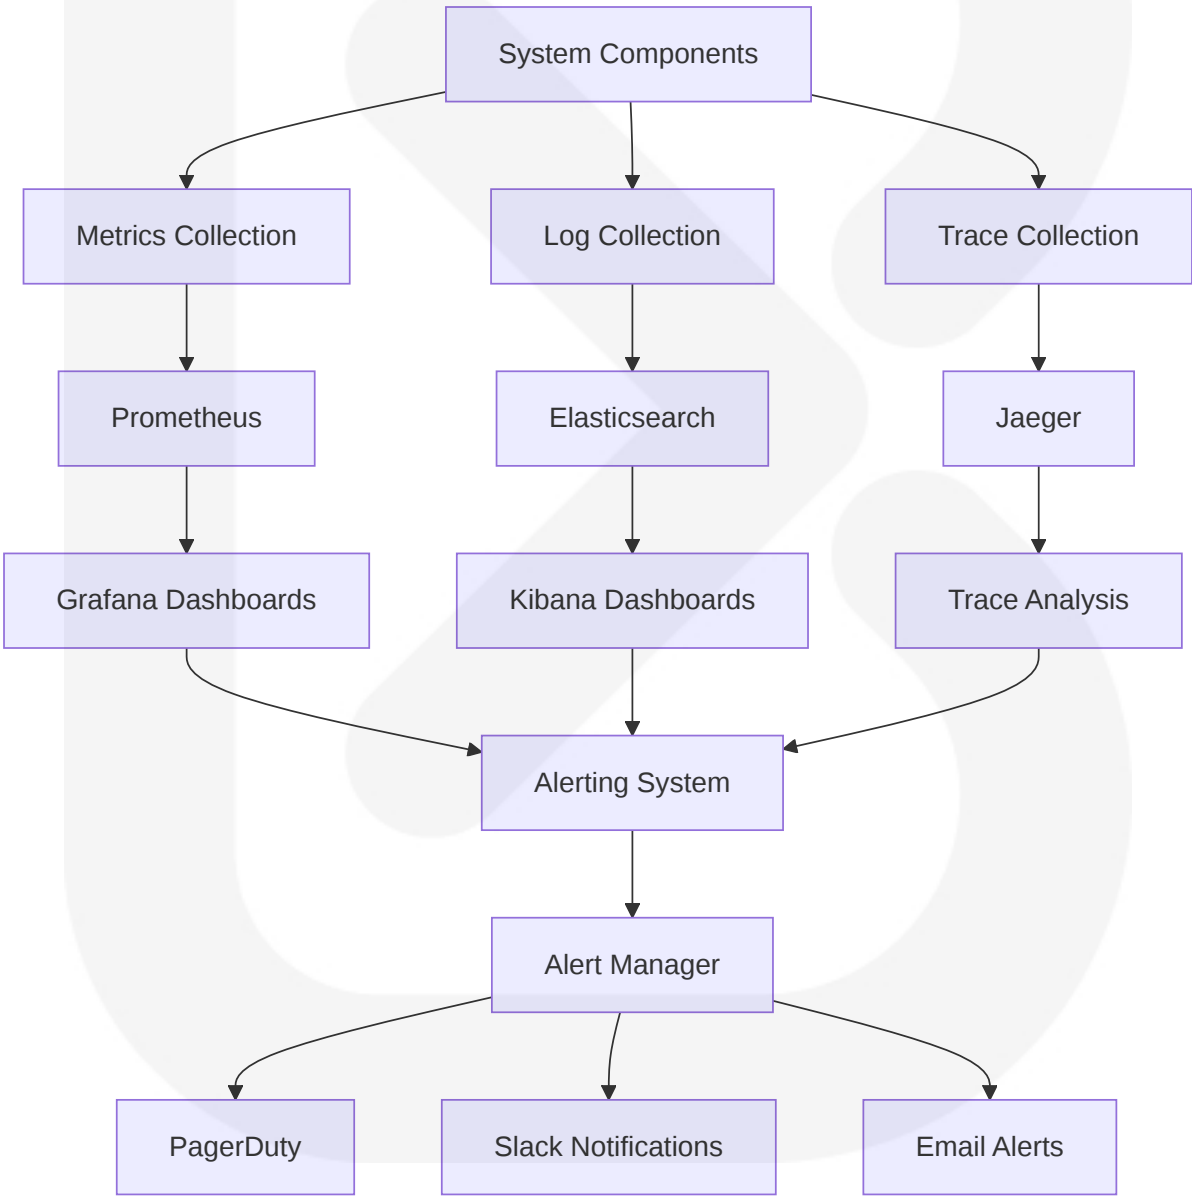 System Components
Metrics Collection
Log Collection
Trace Collection
Prometheus
Elasticsearch
Jaeger
Grafana Dashboards
Kibana Dashboards
Trace Analysis
Alerting System
Alert Manager
PagerDuty
Slack Notifications
Email Alerts